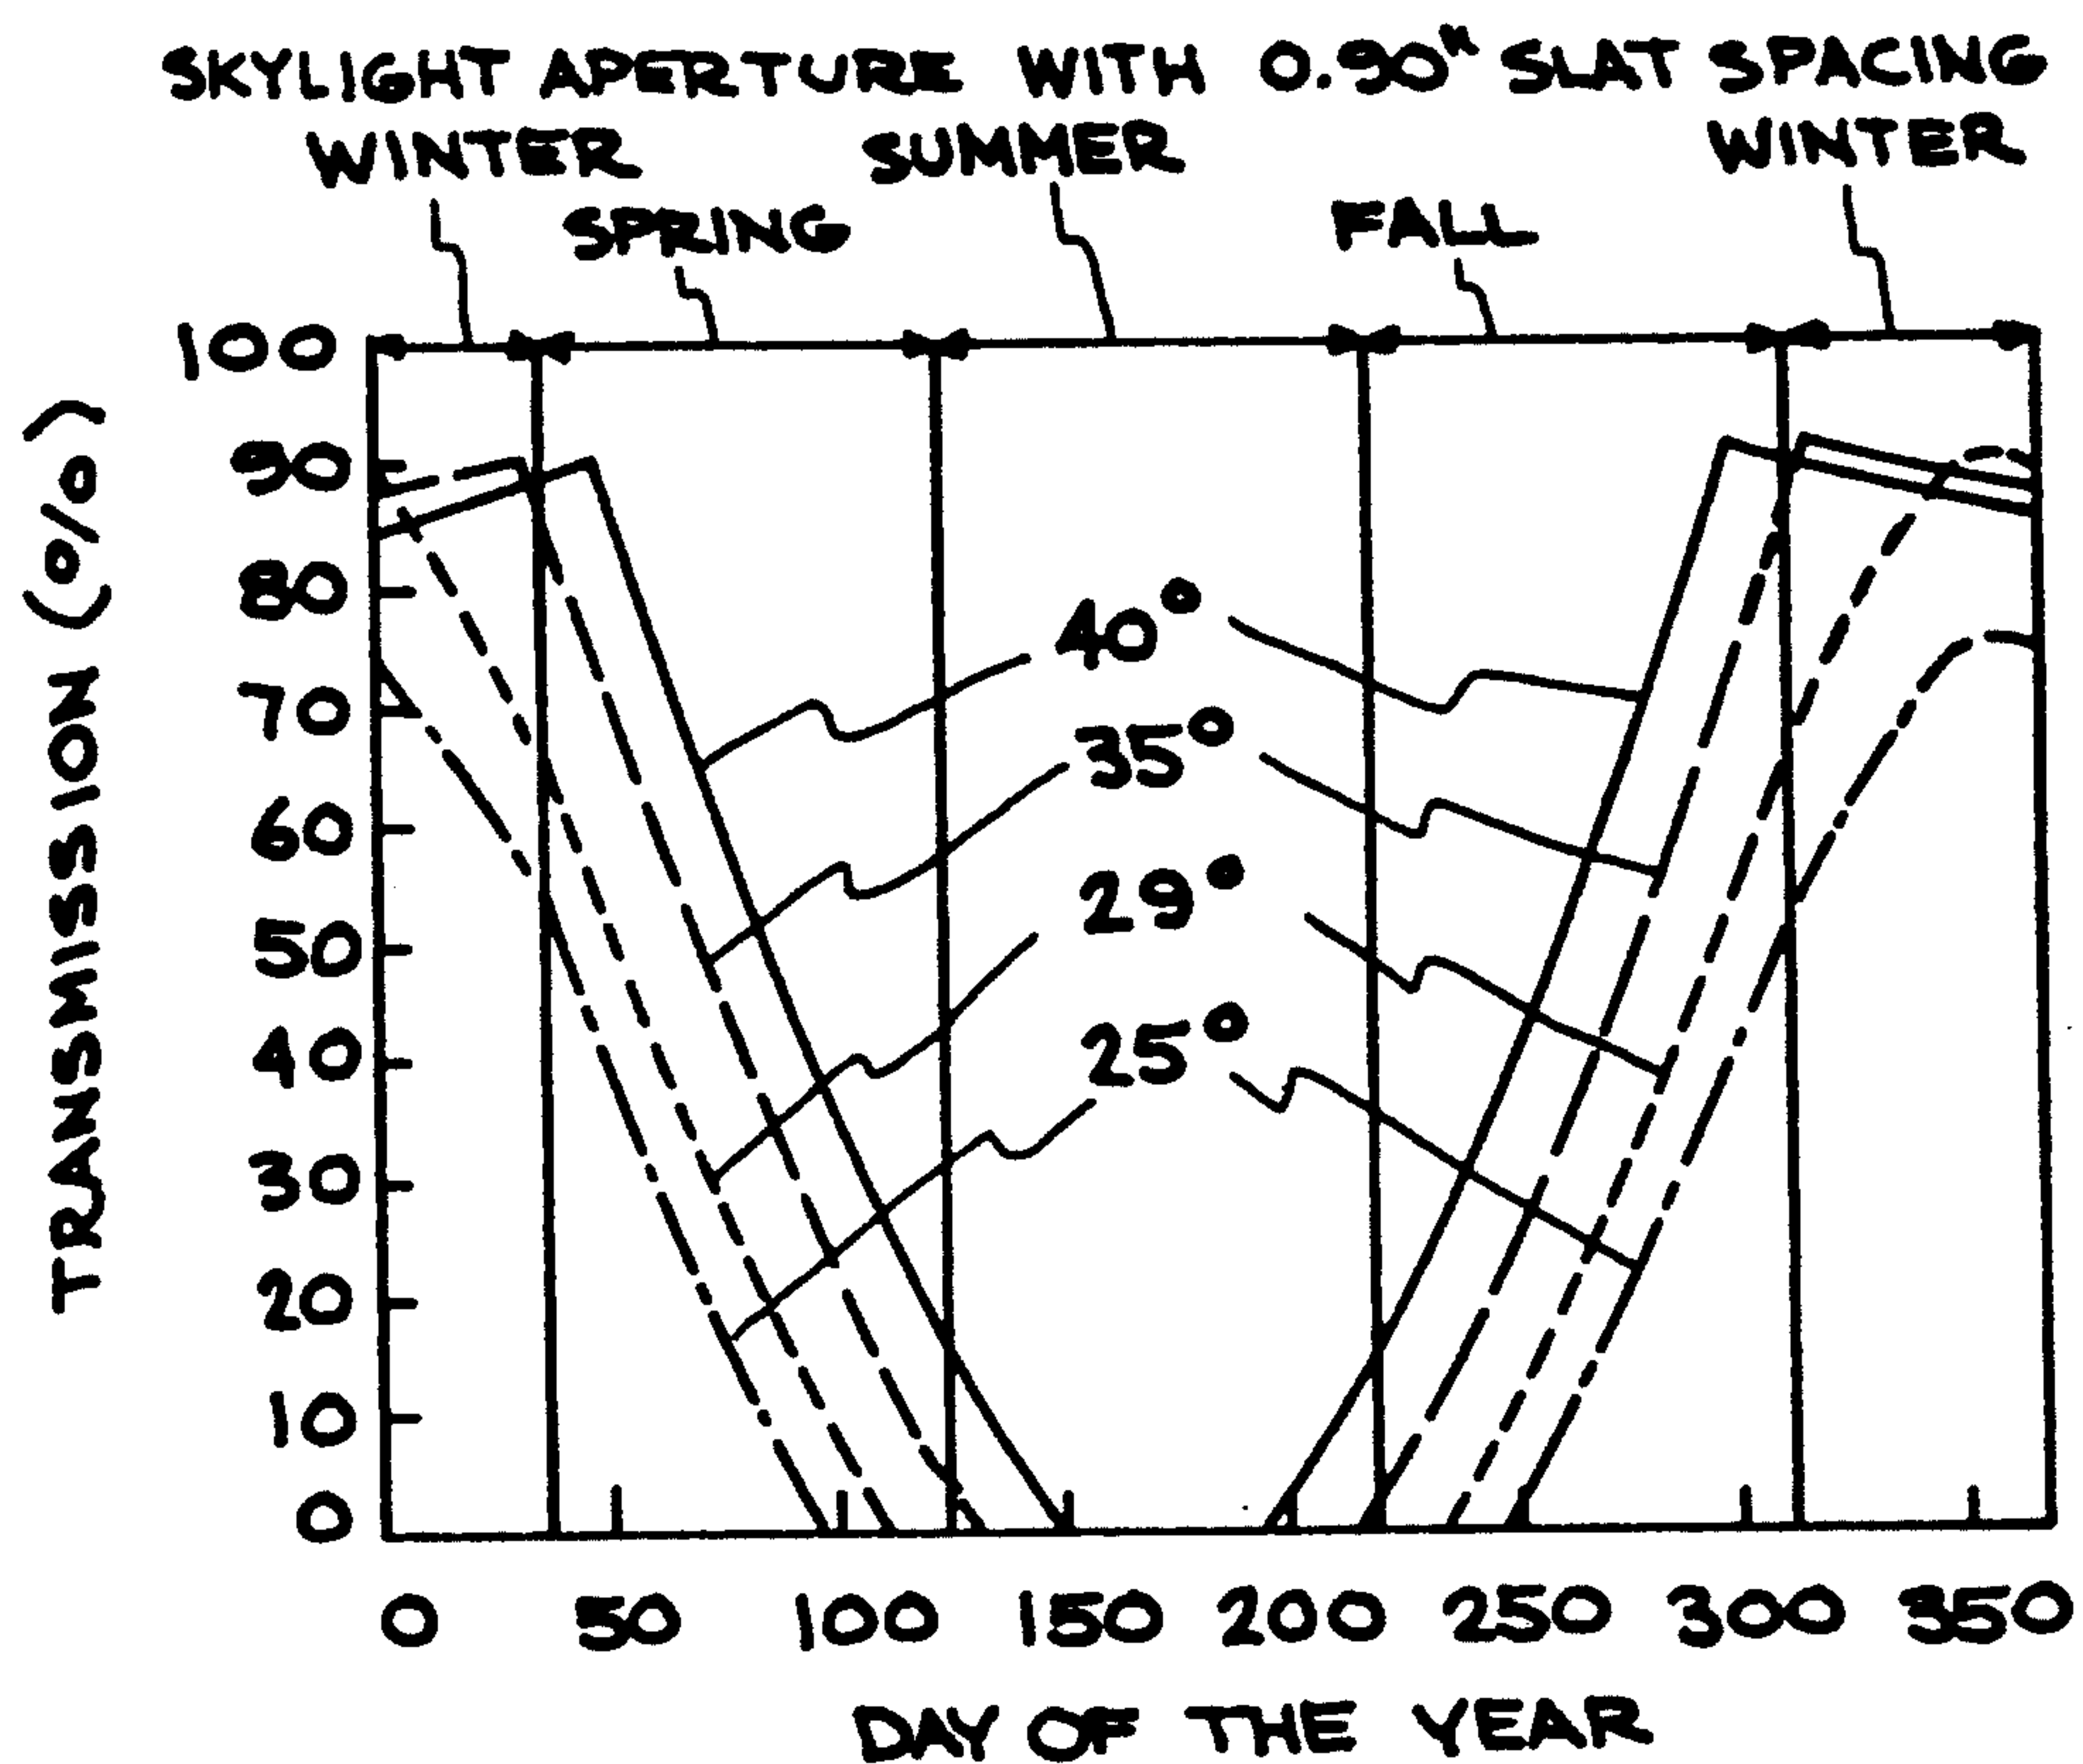 SKYLIGHT APERTURE WITH 0.90" SLAT SPACING
WINTER SUMMER WINTER
SPRING FALL
TRANSMISSION (%)
100
90
80
70
60
50
40
30
20
10
0
40°
35°
29°
25°
0 50 100 150 200 250 300 350
DAY OF THE YEAR